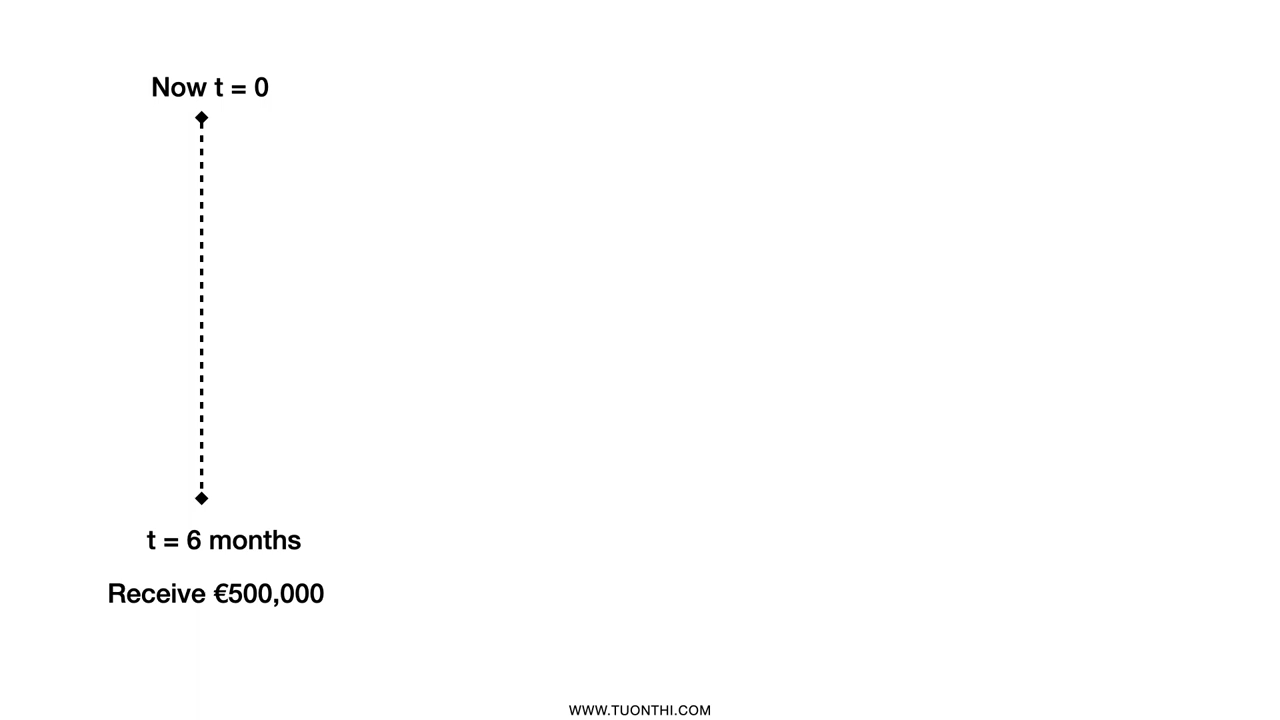 Now t = 0
t = 6 months
Receive €500,000
WWW.TUONTHI.COM